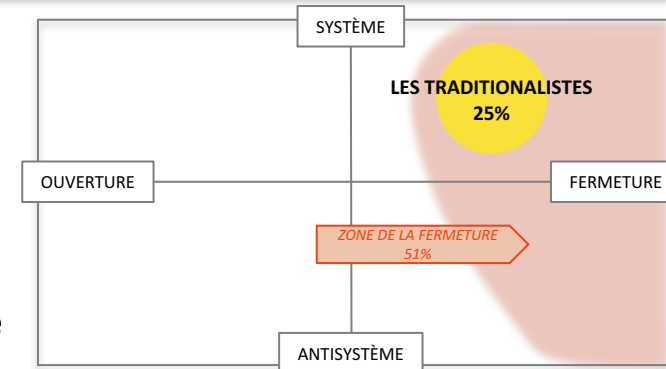 SYSTÈME
LES TRADITIONALISTES
25%
OUVERTURE
FERMETURE
ZONE DE LA FERMETURE
51%
ANTISYSTÈME